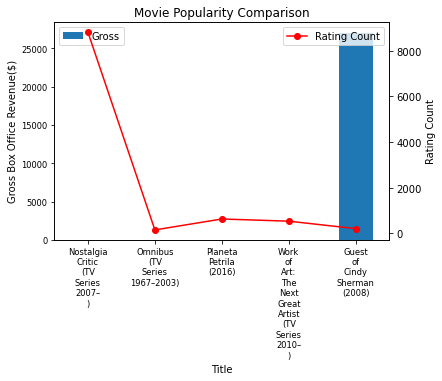 Movie Popularity Comparison
Gross
Rating Count
Gross Box Office Revenue($)
25000
20000
15000
10000
5000
0
8000
6000
4000
2000
0
Rating Count
Nostalgia
Critic
(TV
Series
2007–
)
Omnibus
(TV
Series
1967–2003)
Planeta
Petrila
(2016)
Work
of
Art:
The
Next
Great
Artist
(TV
Series
2010–
)
Guest
of
Cindy
Sherman
(2008)
Title